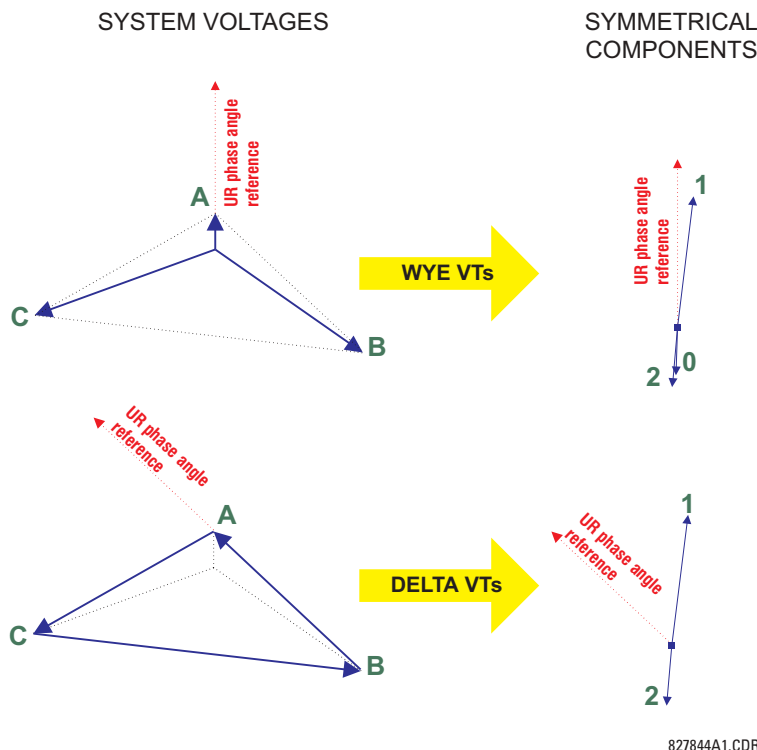 SYSTEM VOLTAGES
SYMMETRICAL
COMPONENTS
UR phase angle
reference
A
C
B
WYE VTs
UR phase angle
reference
1
2
0
UR phase angle
reference
A
C
B
DELTA VTs
UR phase angle
reference
1
2
827844A1.CDR